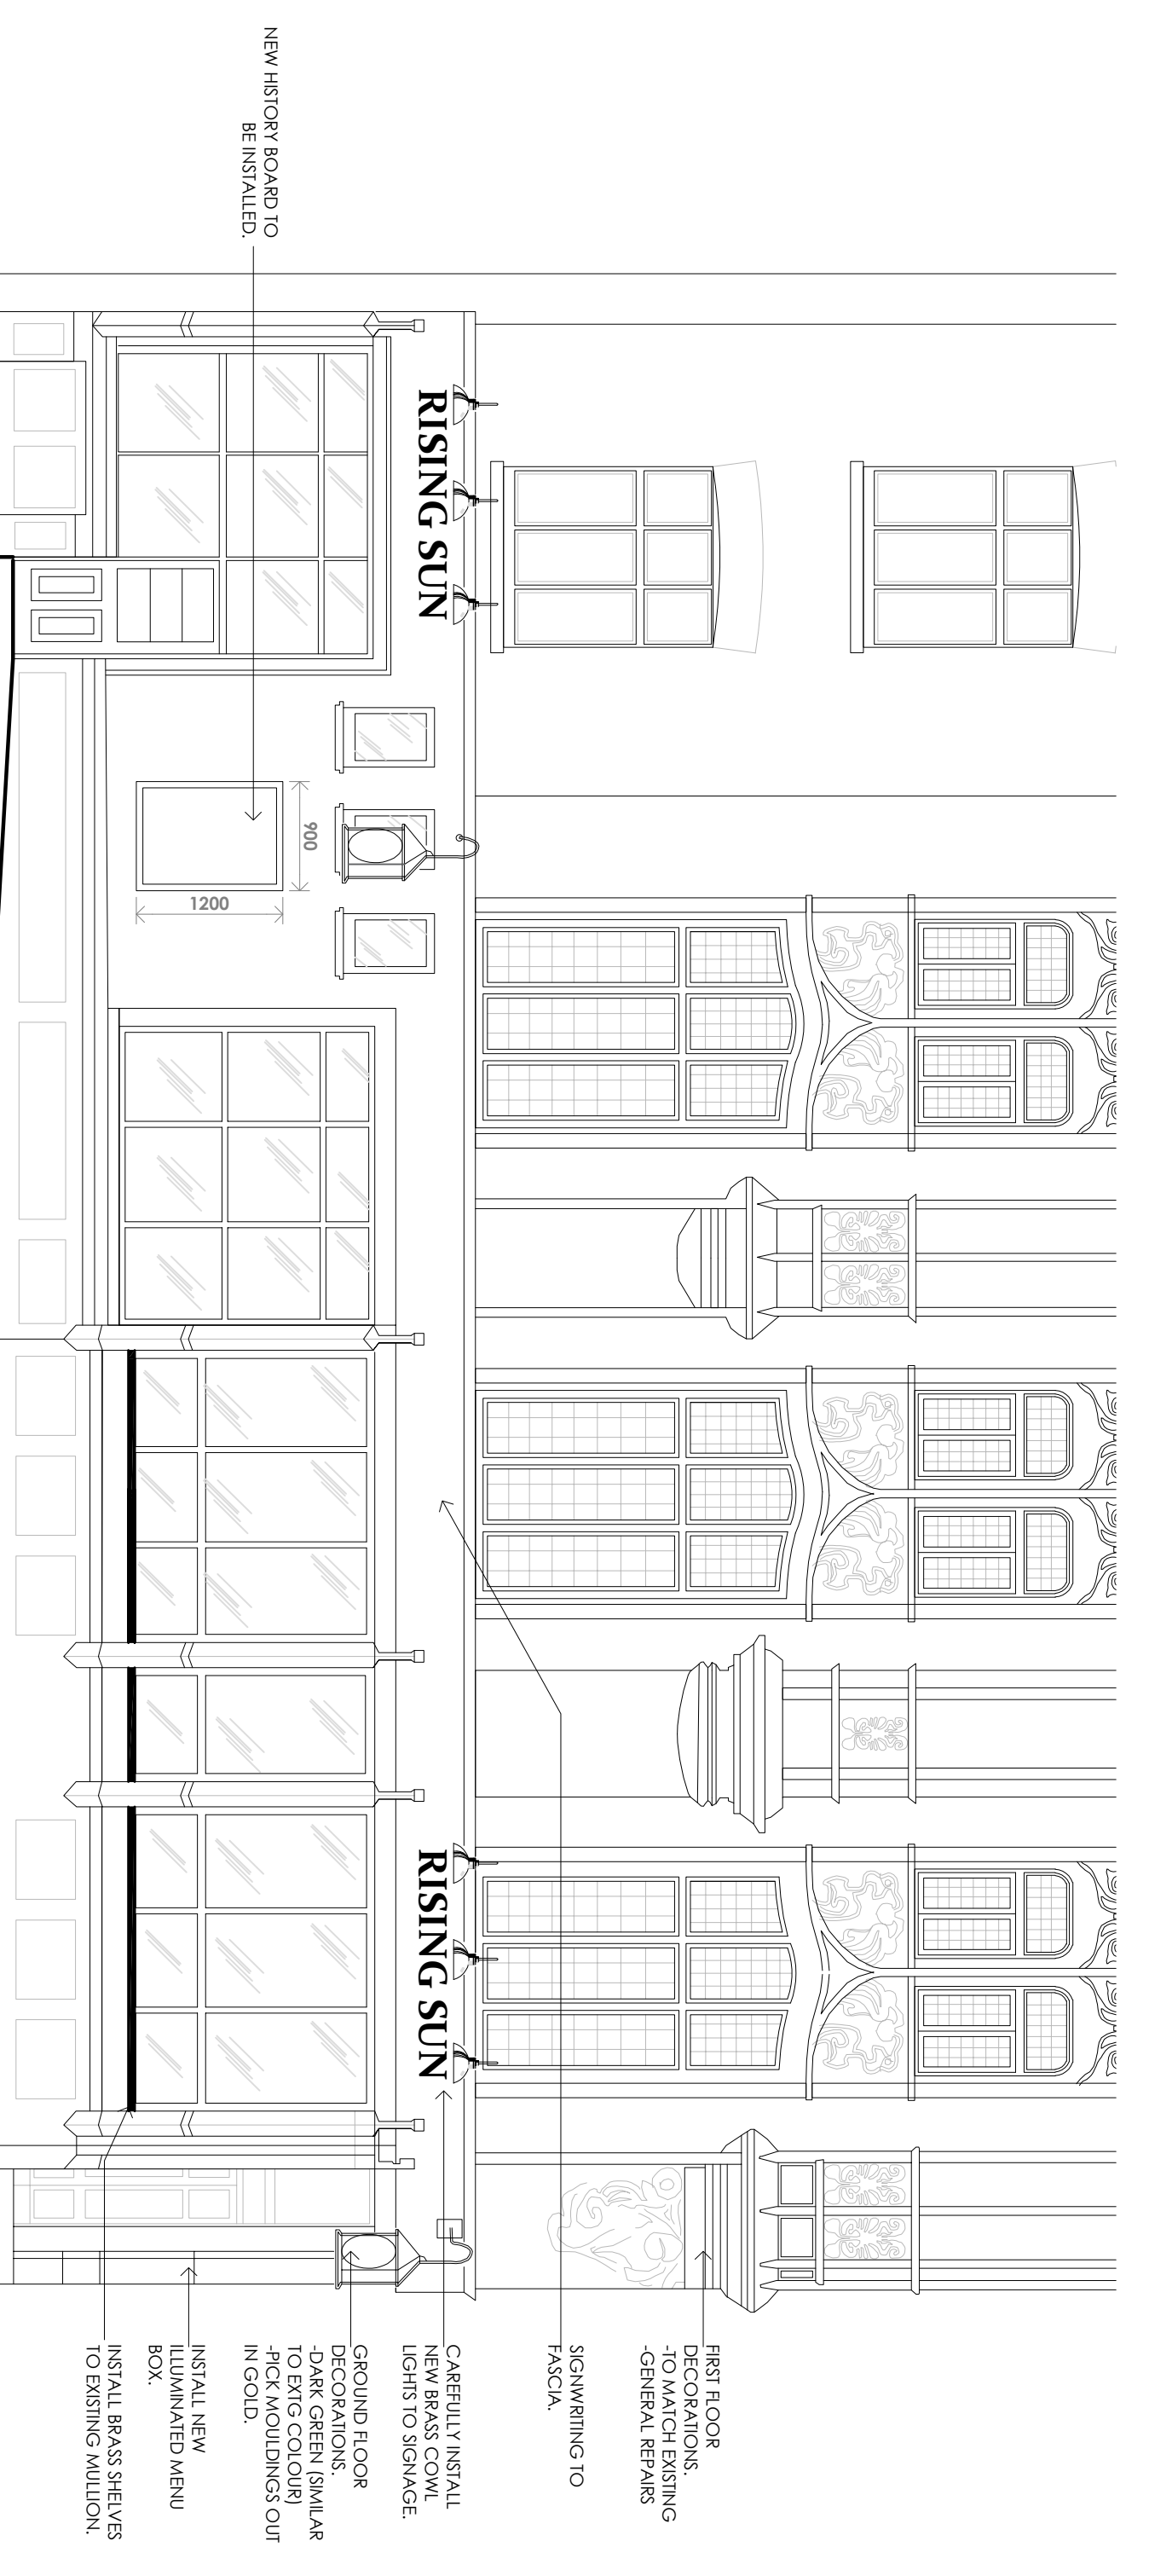 NEW HISTORY BOARD TO
BE INSTALLED.
RISING SUN
900
1200
RISING SUN
FIRST FLOOR
DECORATIONS.
-TO MATCH EXISTING
-GENERAL REPAIRS
SIGNWRITING TO
FASCIA.
CAREFULLY INSTALL
NEW BRASS COWL
LIGHTS TO SIGNAGE.
GROUND FLOOR
DECORATIONS.
-DARK GREEN (SIMILAR
TO EXTG COLOUR)
-PICK MOULDINGS OUT
IN GOLD.
INSTALL NEW
ILLUMINATED MENU
BOX.
INSTALL BRASS SHELVES
TO EXISTING MULLION.